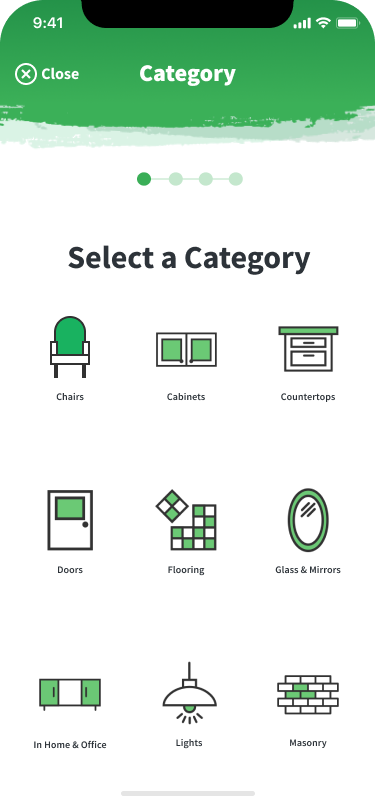 9:41
Close
Category
Select a Category
Chairs
Cabinets
Countertops
Doors
Flooring
Glass & Mirrors
In Home & Office
Lights
Masonry